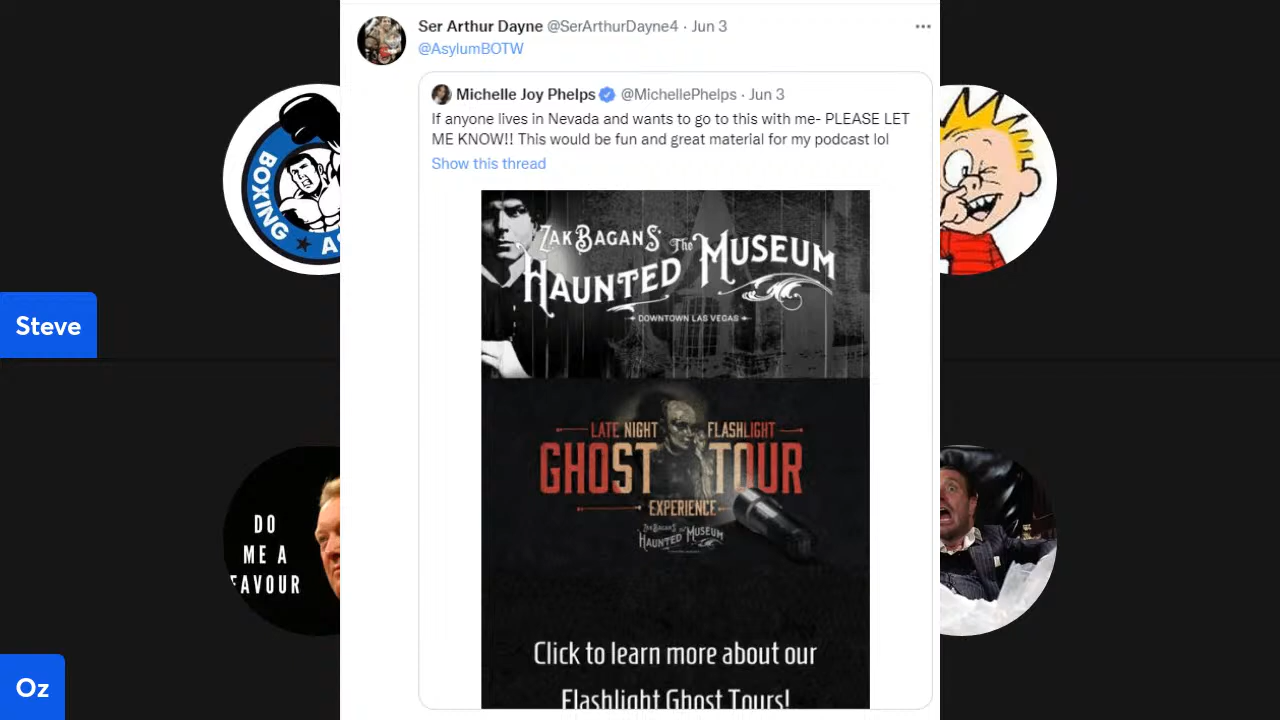 Ser Arthur Dayne @SerArthurDayne4 · Jun 3
@AsylumBOTW
Michelle Joy Phelps @MichellePhelps · Jun 3
If anyone lives in Nevada and wants to go to this with me- PLEASE LET
ME KNOW!! This would be fun and great material for my podcast lol
Show this thread
ZAK BAGANS' The MUSEUM
HAUNTED
DOWNTOWN LAS VEGAS
LATE NIGHT FLASHLIGHT
GHOST TOUR
EXPERIENCE
ZAK BAGANS' The
HAUNTED MUSEUM
Click to learn more about our
Flashlight Ghost Tours!
BOXING
Steve
DO
ME A
FAVOUR
Oz